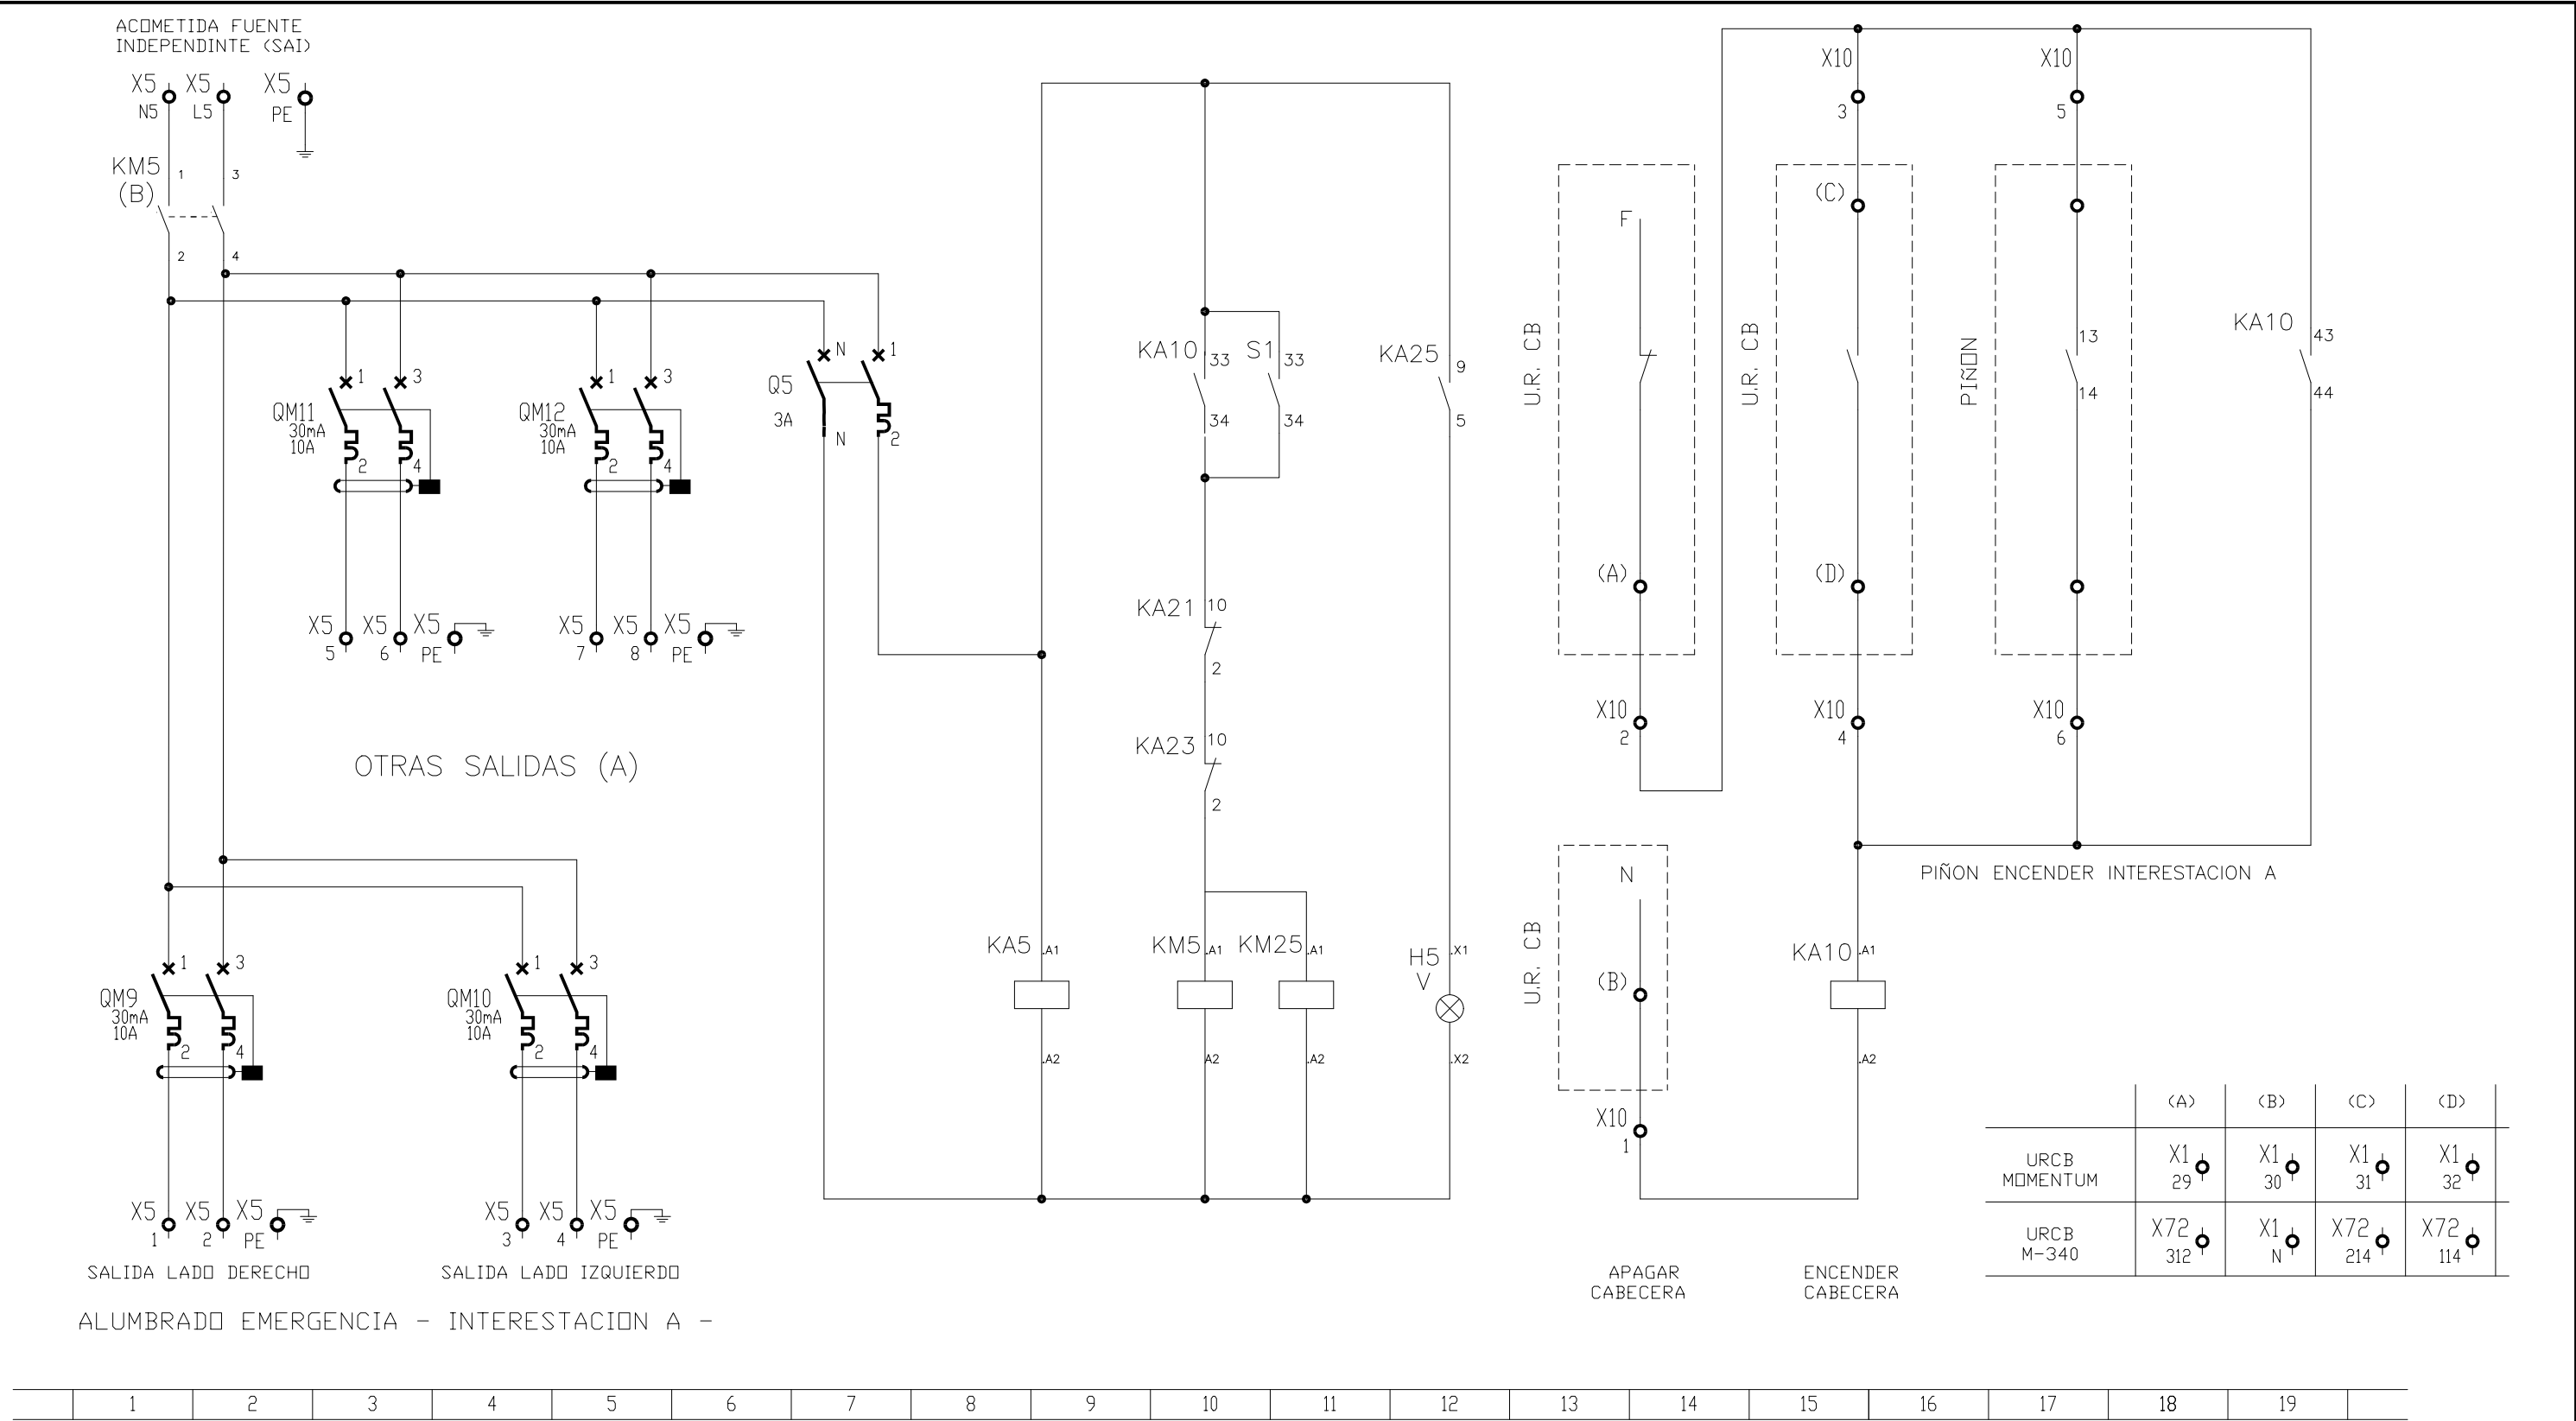 ACOMETIDA FUENTE
INDEPENDINTE (SAI)
X5 X5 X5
N5 L5 PE
KM5
(B)
1 3
2 4
QM11
30mA
10A
1 3
2 4
QM12
30mA
10A
1 3
2 4
Q5
3A
N 1
N 2
X5 X5 X5
5 6 PE
X5 X5 X5
7 8 PE
OTRAS SALIDAS (A)
QM9
30mA
10A
1 3
2 4
QM10
30mA
10A
1 3
2 4
X5 X5 X5
1 2 PE
X5 X5 X5
3 4 PE
SALIDA LADO DERECHO
SALIDA LADO IZQUIERDO
ALUMBRADO EMERGENCIA - INTERESTACION A -
KA10 33
34
S1 33
34
KA25 9
5
KA21 10
2
KA23 10
2
KA5 .A1
.A2
KM5 .A1
A2
KM25 .A1
.A2
H5 .X1
V
.X2
U.R. CB
F
(A)
X10
2
U.R. CB
N
(B)
X10
1
APAGAR
CABECERA
X10
3
U.R. CB
(C)
(D)
X10
4
KA10 .A1
.A2
ENCENDER
CABECERA
X10
5
PIÑON
13
14
X10
6
KA10 43
44
PIÑON ENCENDER INTERESTACION A
(A) (B) (C) (D)
URCB
MOMENTUM
X1 X1 X1 X1
29 30 31 32
URCB
M-340
X72 X1 X72 X72
312 N 214 114
1 2 3 4 5 6 7 8 9 10 11 12 13 14 15 16 17 18 19